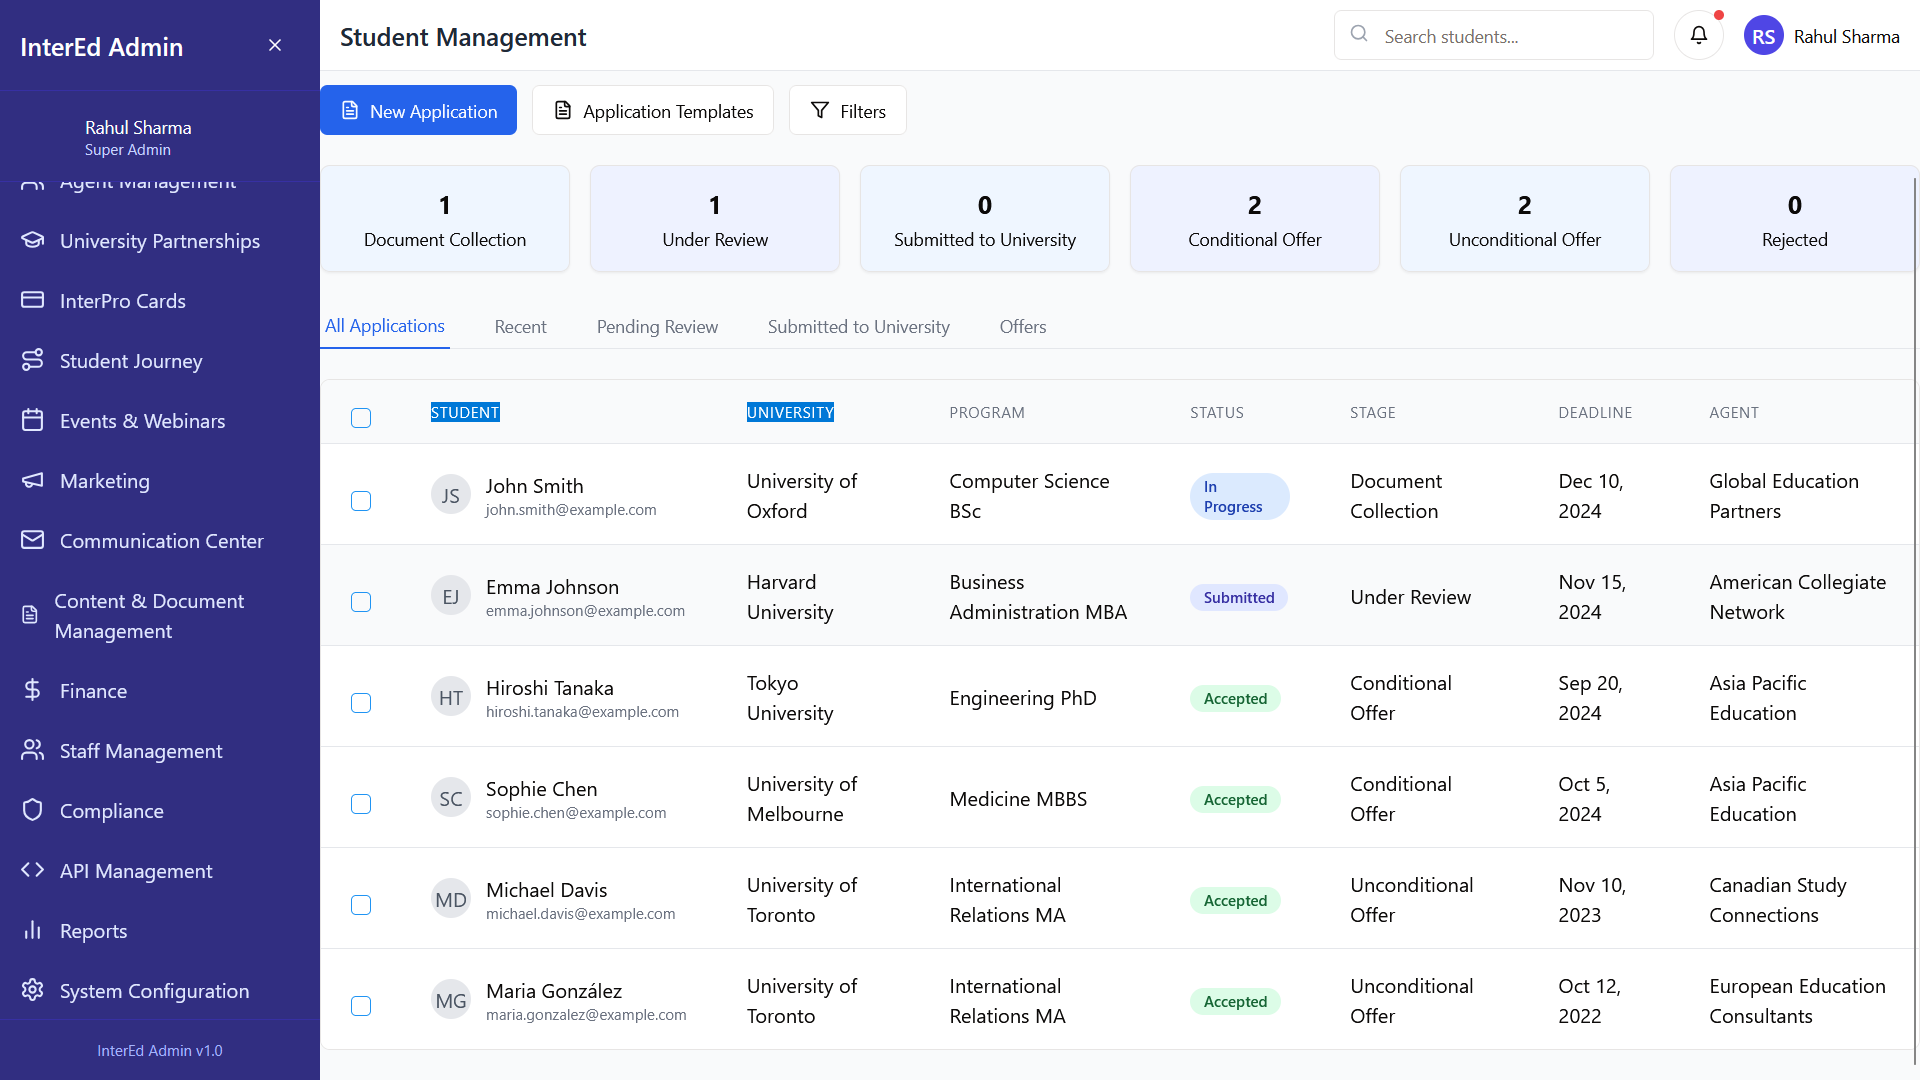 InterEd Admin
Rahul Sharma
Super Admin
Agent Management
University Partnerships
InterPro Cards
Student Journey
Events & Webinars
Marketing
Communication Center
Content & Document
Management
Finance
Staff Management
Compliance
API Management
Reports
System Configuration
InterEd Admin v1.0
Student Management
Search students...
RS
Rahul Sharma
New Application
Application Templates
Filters
1
Document Collection
1
Under Review
0
Submitted to University
2
Conditional Offer
2
Unconditional Offer
0
Rejected
All Applications
Recent
Pending Review
Submitted to University
Offers
STUDENT UNIVERSITY PROGRAM STATUS STAGE DEADLINE AGENT
JS
John Smith
john.smith@example.com
University of
Oxford
Computer Science
BSc
In
Progress
Document
Collection
Dec 10,
2024
Global Education
Partners
EJ
Emma Johnson
emma.johnson@example.com
Harvard
University
Business
Administration MBA
Submitted
Under Review
Nov 15,
2024
American Collegiate
Network
HT
Hiroshi Tanaka
hiroshi.tanaka@example.com
Tokyo
University
Engineering PhD
Accepted
Conditional
Offer
Sep 20,
2024
Asia Pacific
Education
SC
Sophie Chen
sophie.chen@example.com
University of
Melbourne
Medicine MBBS
Accepted
Conditional
Offer
Oct 5,
2024
Asia Pacific
Education
MD
Michael Davis
michael.davis@example.com
University of
Toronto
International
Relations MA
Accepted
Unconditional
Offer
Nov 10,
2023
Canadian Study
Connections
MG
Maria González
maria.gonzalez@example.com
University of
Toronto
International
Relations MA
Accepted
Unconditional
Offer
Oct 12,
2022
European Education
Consultants